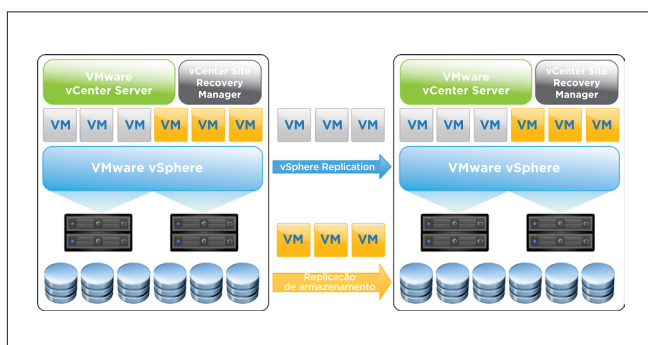 VMware
vCenter Server
vCenter Site
Recovery
Manager
VM VM VM VM VM VM
VMware vSphere
VM VM VM
vSphere Replication
VM VM VM
Replicação
de armazenamento
VMware
vCenter Server
vCenter Site
Recovery
Manager
VM VM VM VM VM VM
VMware vSphere